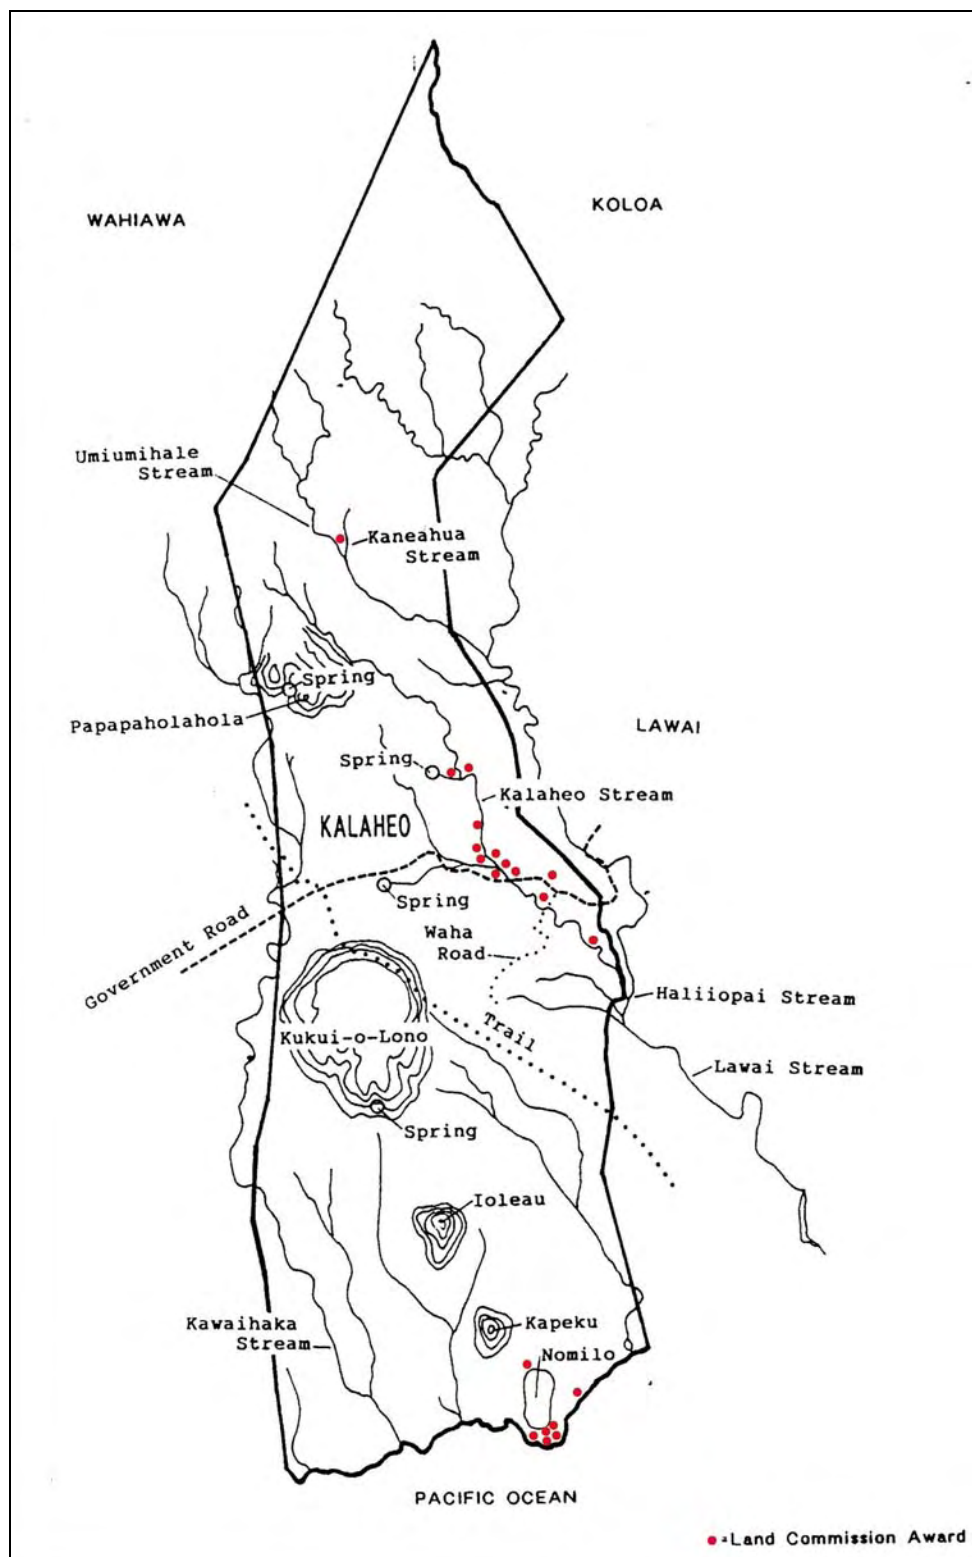 KOLOA
WAHIAWA
Umiumihale
Stream
Kaneahua
Stream
Spring
Papapaholahola
LAWAI
Spring
Kalaheo Stream
KALAHEO
Spring
Government Road
Waha
Road
Haliiopai Stream
Trail
Kukui-o-Lono
Lawai Stream
Spring
Ioleau
Kawaihaka
Stream
Kapeku
Nomilo
PACIFIC OCEAN
=Land Commission Award